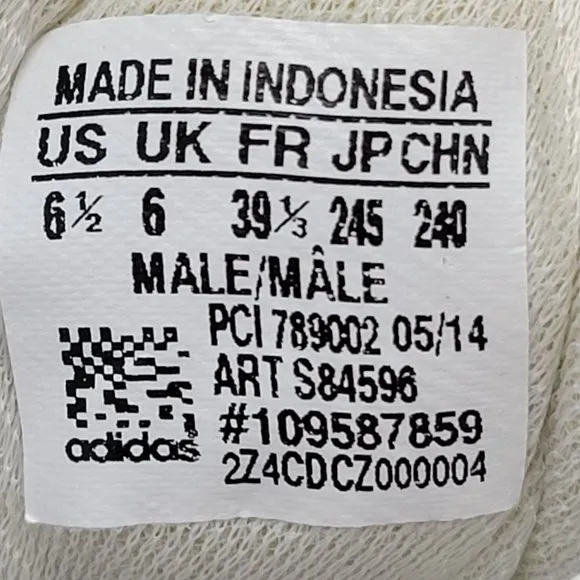 MADE IN INDONESIA
US UK FR JP CHN
6½ 6 39⅓ 245 240
MALE/MÂLE
PCI 789002 05/14
ART S84596
#109587859
2Z4CDCZ000004
adidas